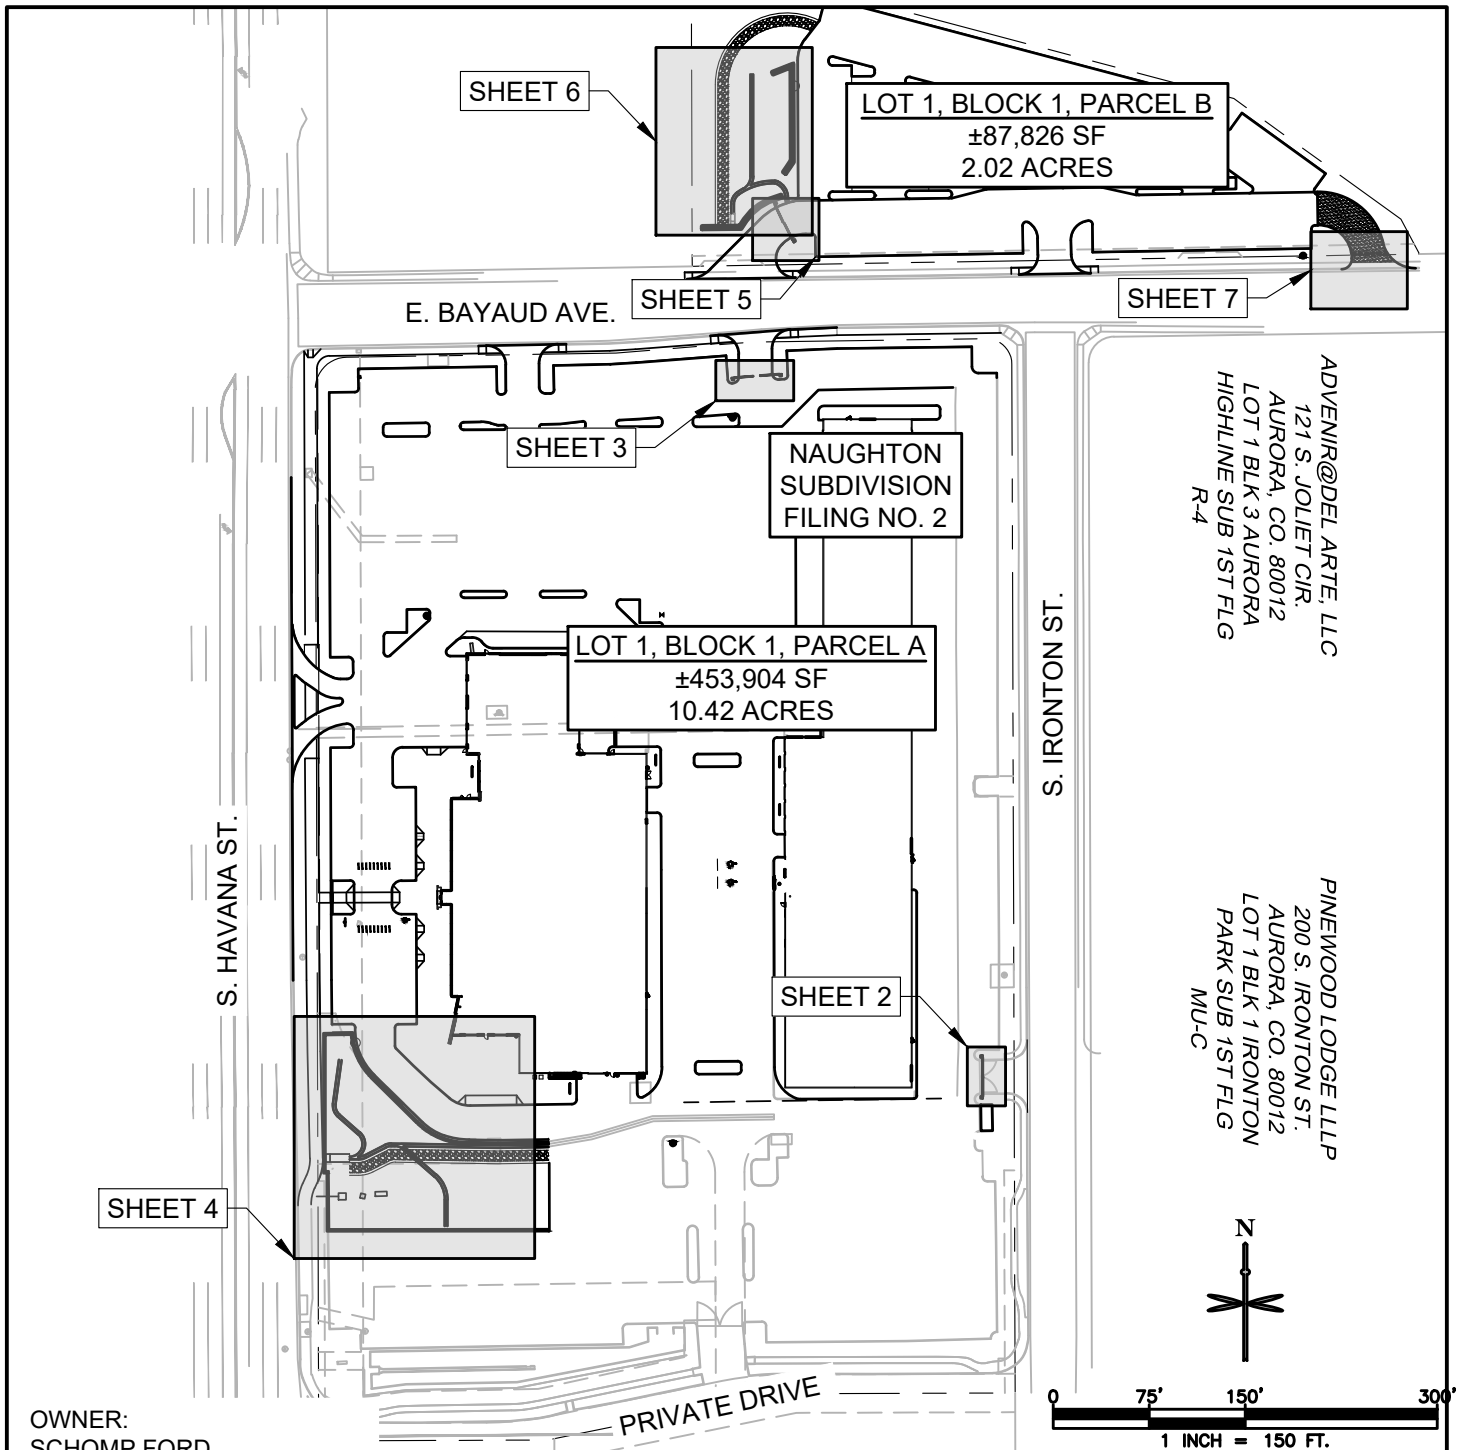 SHEET 6
LOT 1, BLOCK 1, PARCEL B
±87,826 SF
2.02 ACRES
SHEET 5
SHEET 7
E. BAYAUD AVE.
SHEET 3
NAUGHTON
SUBDIVISION
FILING NO. 2
ADVENIR@DEL ARTE, LLC
121 S. JOLIET CIR.
AURORA, CO. 80012
LOT 1 BLK 3 AURORA
HIGHLINE SUB 1ST FLG
R-4
LOT 1, BLOCK 1, PARCEL A
±453,904 SF
10.42 ACRES
S. IRONTON ST.
S. HAVANA ST.
PINEWOOD LODGE LLLP
200 S. IRONTON ST.
AURORA, CO. 80012
LOT 1 BLK 1 IRONTON
PARK SUB 1ST FLG
MU-C
SHEET 2
SHEET 4
N
PRIVATE DRIVE
0 75' 150' 300'
1 INCH = 150 FT.
OWNER:
SCHOMP FORD